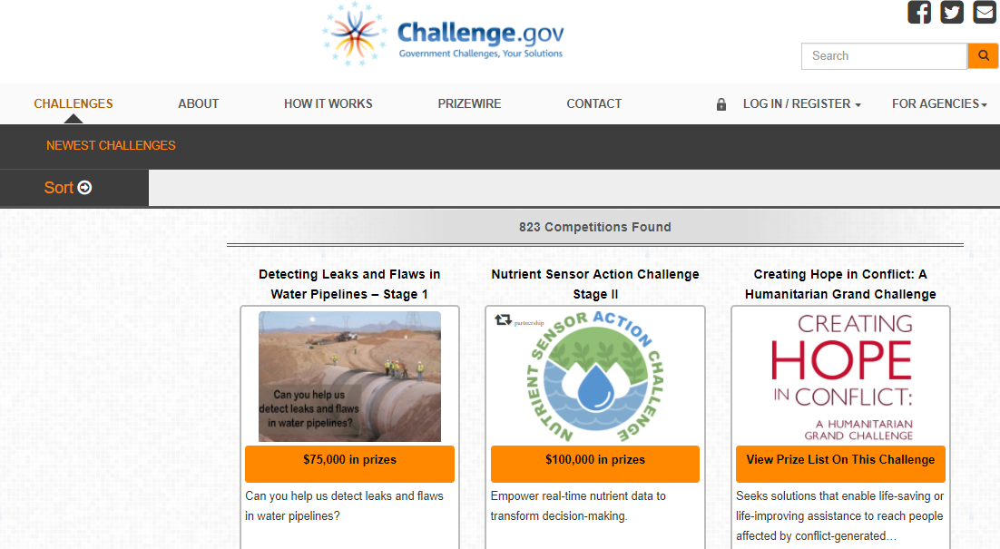 Challenge.gov
Government Challenges, Your Solutions
Search
CHALLENGES
ABOUT
HOW IT WORKS
PRIZEWIRE
CONTACT
LOG IN / REGISTER
FOR AGENCIES
NEWEST CHALLENGES
Sort
823 Competitions Found
Detecting Leaks and Flaws in
Water Pipelines – Stage 1
Can you help us
detect leaks and flaws
in water pipelines?
$75,000 in prizes
Can you help us detect leaks and flaws
in water pipelines?
Nutrient Sensor Action Challenge
Stage II
partnership
NUTRIENT SENSOR ACTION CHALLENGE
$100,000 in prizes
Empower real-time nutrient data to
transform decision-making.
Creating Hope in Conflict: A
Humanitarian Grand Challenge
CREATING
HOPE
IN CONFLICT:
A HUMANITARIAN
GRAND CHALLENGE
View Prize List On This Challenge
Seeks solutions that enable life-saving or
life-improving assistance to reach people
affected by conflict-generated…